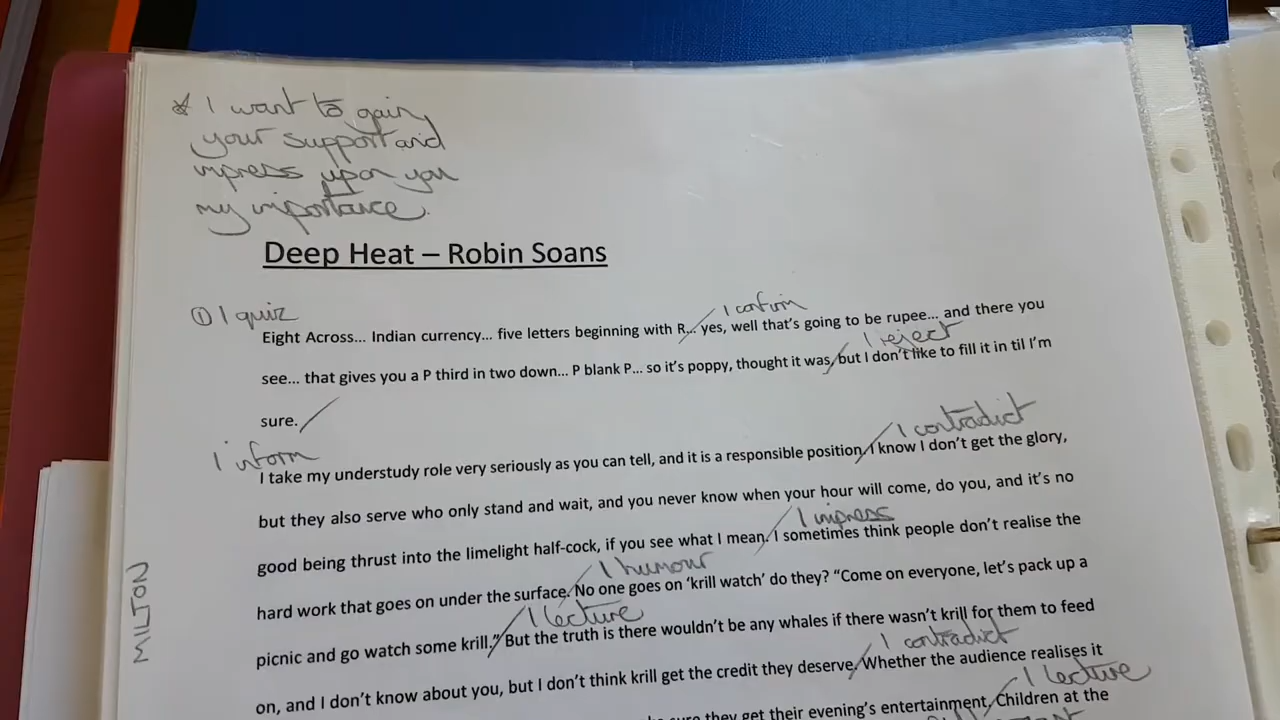 * I want to gain
your support and
impress upon you
my importance.
Deep Heat – Robin Soans
① I quiz
I confirm
Eight Across… Indian currency… five letters beginning with R… / yes, well that's going to be rupee… and there you
I reject
see… that gives you a P third in two down… P blank P… so it's poppy, thought it was, / but I don't like to fill it in til I'm
sure. /
I inform
I contradict
I take my understudy role very seriously as you can tell, and it is a responsible position. / I know I don't get the glory,
but they also serve who only stand and wait, and you never know when your hour will come, do you, and it's no
I impress
good being thrust into the limelight half-cock, if you see what I mean. / I sometimes think people don't realise the
I humour
hard work that goes on under the surface. / No one goes on 'krill watch' do they? "Come on everyone, let's pack up a
I lecture
picnic and go watch some krill." / But the truth is there wouldn't be any whales if there wasn't krill for them to feed
I contradict
on, and I don't know about you, but I don't think krill get the credit they deserve. / Whether the audience realises it
I lecture
sure they get their evening's entertainment. / Children at the
MILTON